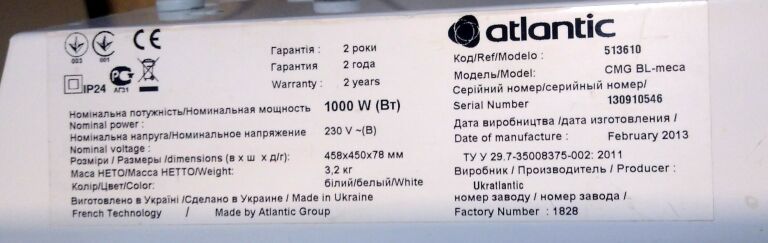 atlantic
003 001 CE
IP24 АГ31
Гарантія : 2 роки
Гарантия 2 года
Warranty : 2 years
Номінальна потужність/Номинальная мощность 1000 W (Вт)
Nominal power :
Номінальна напруга/Номинальное напряжение 230 V ~(В)
Nominal voltage :
Розміри / Размеры /dimensions (в x ш x д/г): 458x450x78 мм
Маса НЕТО/Масса НЕТТО/Weight: 3,2 кг
Колір/Цвет/Color: білий/белый/White
Виготовлено в Україні /Сделано в Украине / Made in Ukraine
French Technology / Made by Atlantic Group
Код/Ref/Modelo : 513610
Модель/Model: CMG BL-meca
Серійний номер/серийный номер/
Serial Number 130910546
Дата виробництва /дата изготовления /
Date of manufacture : February 2013
ТУ У 29.7-35008375-002: 2011
Виробник / Производитель / Producer :
Ukratlantic
номер заводу / номер завода /
Factory Number : 1828